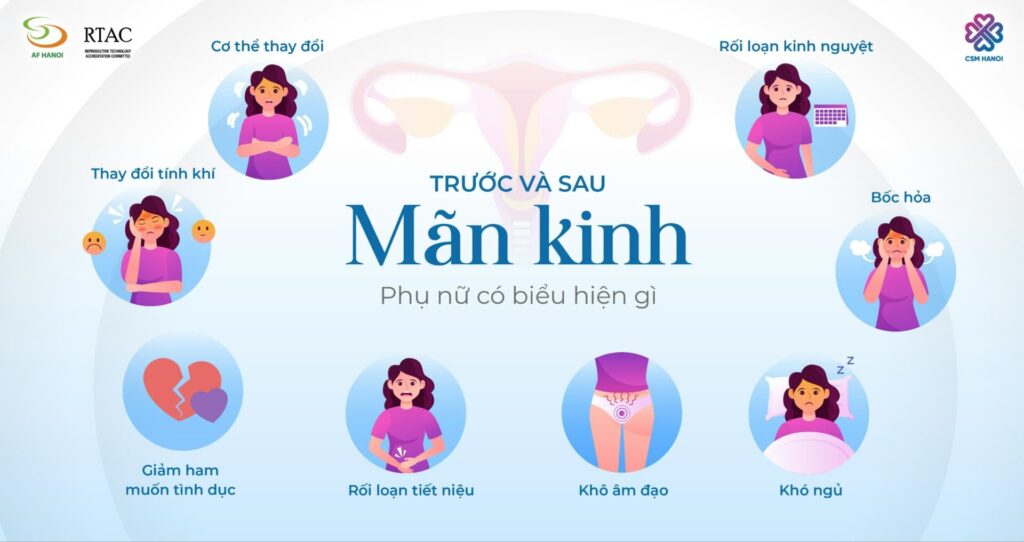 AF HANOI
RTAC
REPRODUCTIVE TECHNOLOGY
ACCREDITATION COMMITTEE
CSM HANOI
Cơ thể thay đổi
Rối loạn kinh nguyệt
Thay đổi tính khí
Bốc hỏa
TRƯỚC VÀ SAU
Mãn kinh
Phụ nữ có biểu hiện gì
Giảm ham
muốn tình dục
Rối loạn tiết niệu
Khô âm đạo
Khó ngủ
z
z